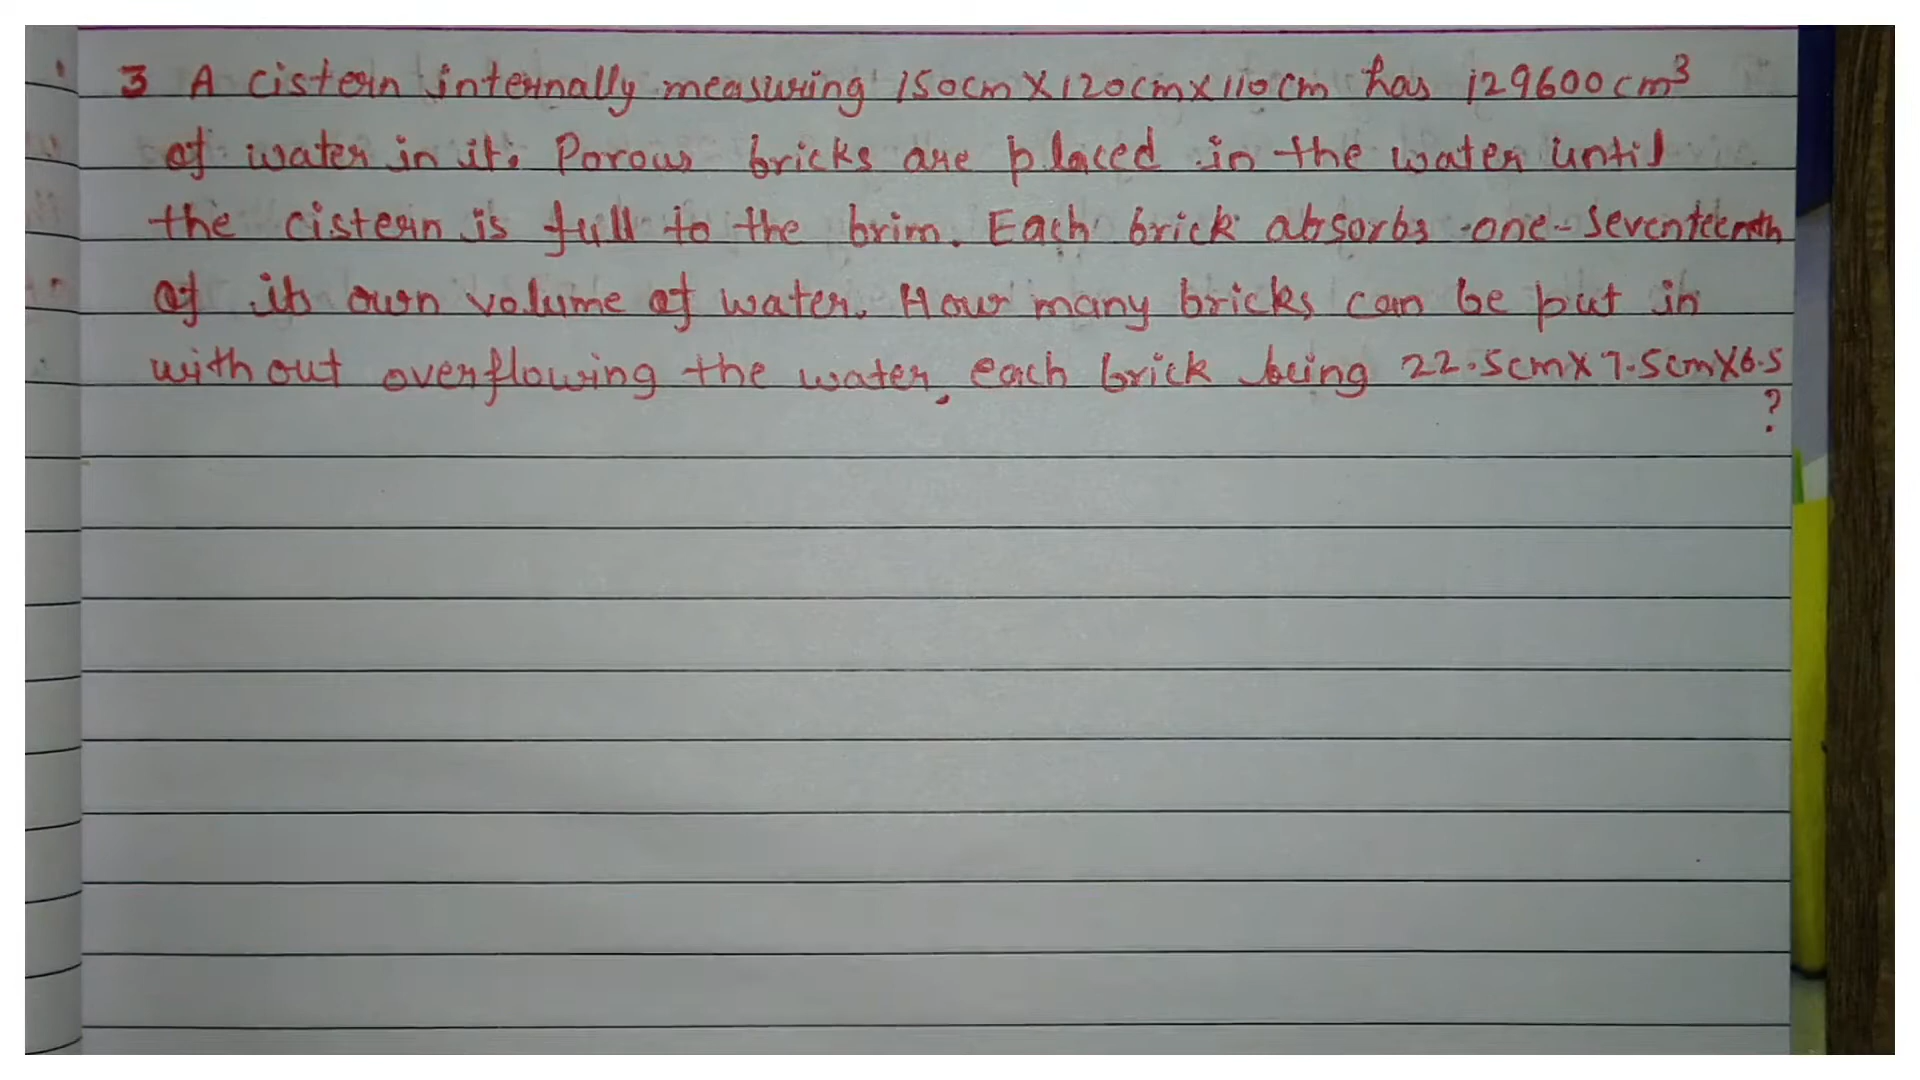 3 A cistern internally measuring 150cm X 120cm x 110cm has 129600cm³
of water in it. Porous bricks are placed in the water until
the cistern is full to the brim. Each brick absorbs one-seventeenth
of its own volume of water. How many bricks can be put in
without overflowing the water, each brick being 22.5cm X 7.5cm X 6.5
?